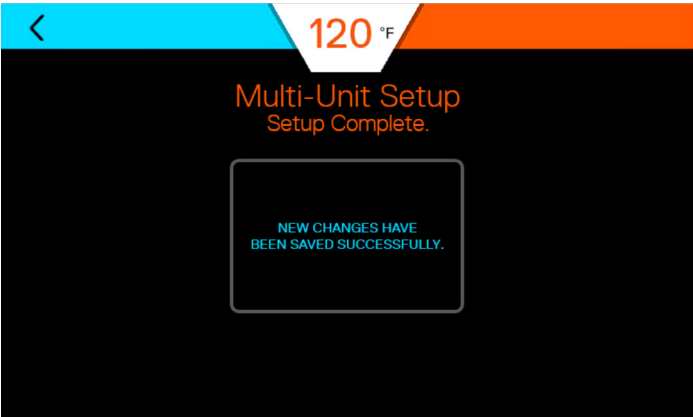 120 °F
Multi-Unit Setup
Setup Complete.
NEW CHANGES HAVE
BEEN SAVED SUCCESSFULLY.